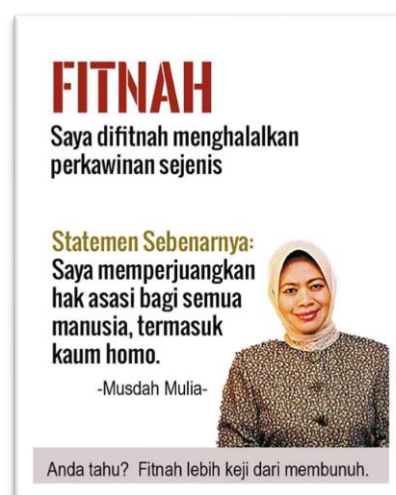 FITNAH
Saya difitnah menghalalkan
perkawinan sejenis
Statemen Sebenarnya:
Saya memperjuangkan
hak asasi bagi semua
manusia, termasuk
kaum homo.
-Musdah Mulia-
Anda tahu? Fitnah lebih keji dari membunuh.